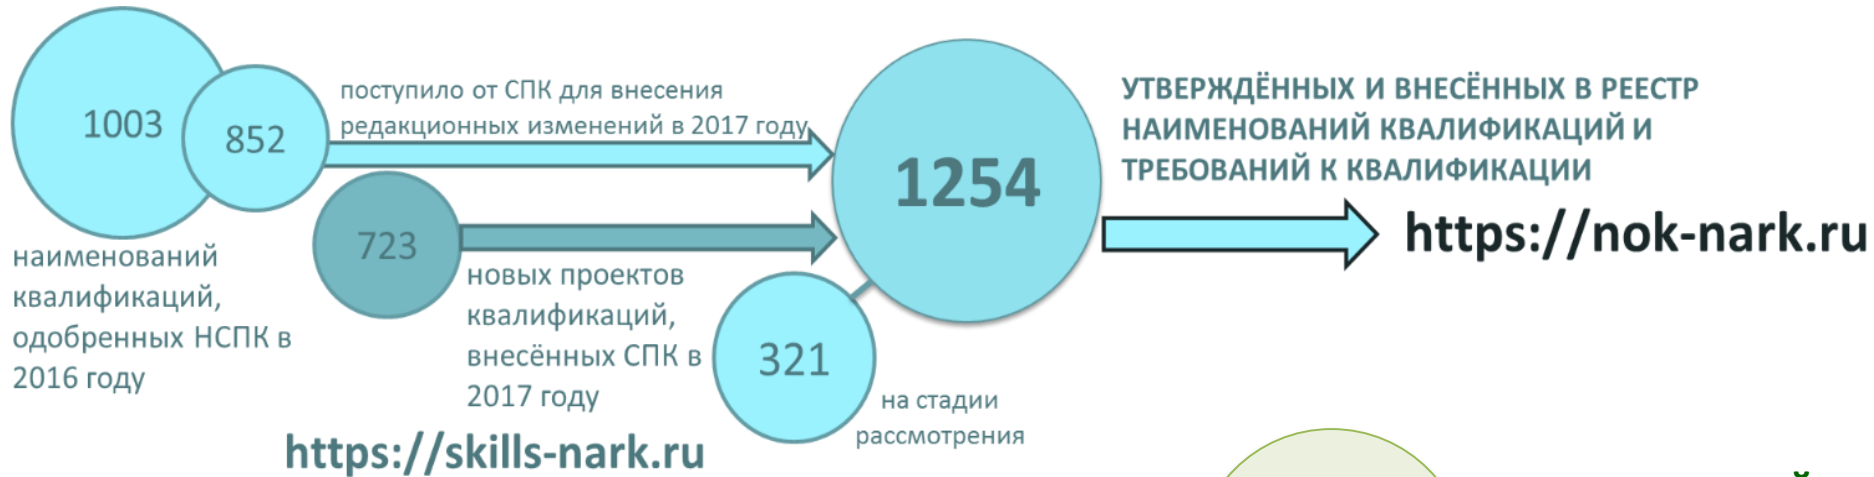 1003
852
поступило от СПК для внесения
редакционных изменений в 2017 году
наименований
квалификаций,
одобренных НСПК в
2016 году
723
новых проектов
квалификаций,
внесённых СПК в
2017 году
https://skills-nark.ru
1254
321
на стадии
рассмотрения
УТВЕРЖДЁННЫХ И ВНЕСЁННЫХ В РЕЕСТР
НАИМЕНОВАНИЙ КВАЛИФИКАЦИЙ И
ТРЕБОВАНИЙ К КВАЛИФИКАЦИИ
https://nok-nark.ru